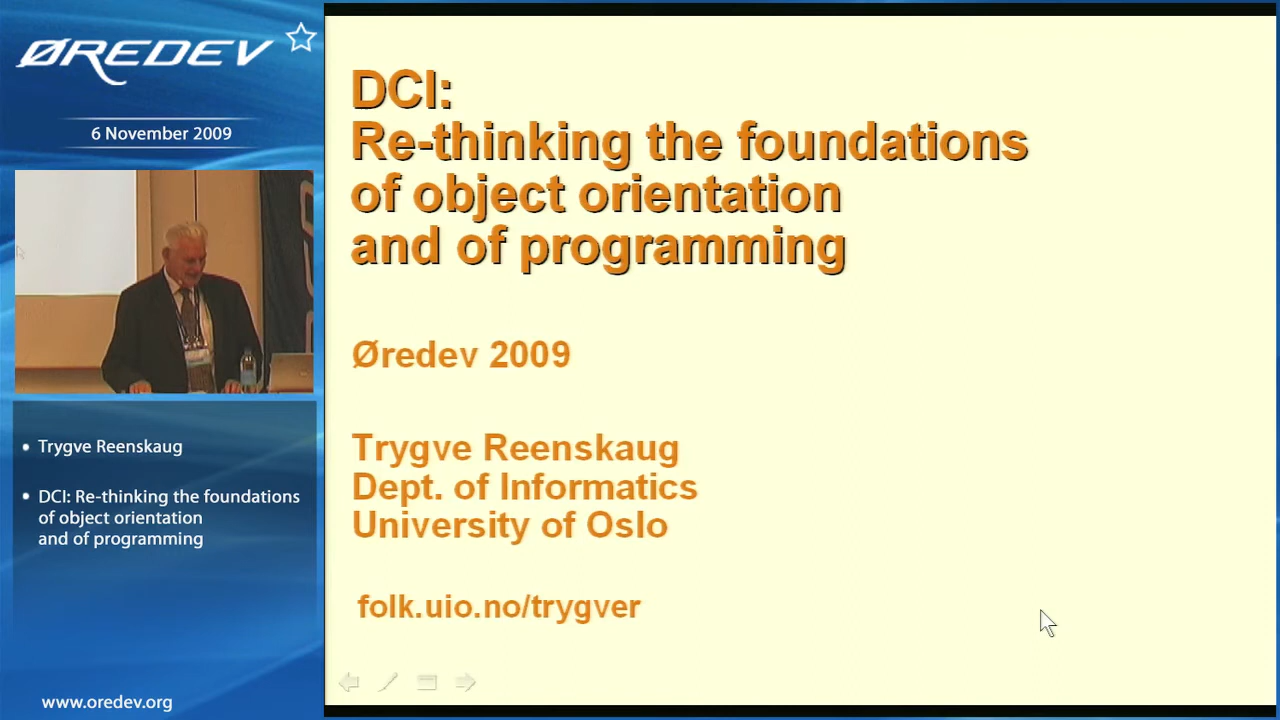 ØREDEV
6 November 2009
• Trygve Reenskaug
• DCI: Re-thinking the foundations
of object orientation
and of programming
www.oredev.org
DCI:
Re-thinking the foundations
of object orientation
and of programming
Øredev 2009
Trygve Reenskaug
Dept. of Informatics
University of Oslo
folk.uio.no/trygver